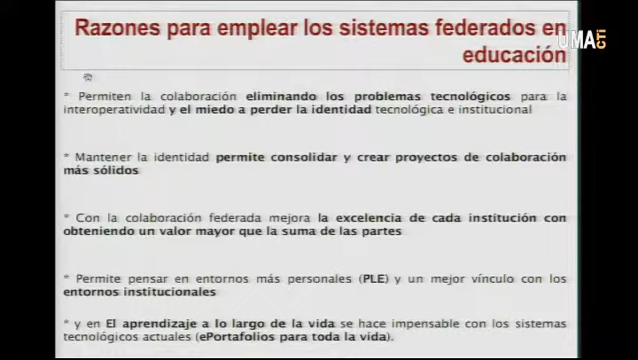 Razones para emplear los sistemas federados en
educación
UMA
CTI
* Permiten la colaboración eliminando los problemas tecnológicos para la
interoperatividad y el miedo a perder la identidad tecnológica e institucional
* Mantener la identidad permite consolidar y crear proyectos de colaboración
más sólidos
* Con la colaboración federada mejora la excelencia de cada institución con
obteniendo un valor mayor que la suma de las partes
* Permite pensar en entornos más personales (PLE) y un mejor vínculo con los
entornos institucionales
* y en El aprendizaje a lo largo de la vida se hace impensable con los sistemas
tecnológicos actuales (ePortafolios para toda la vida).